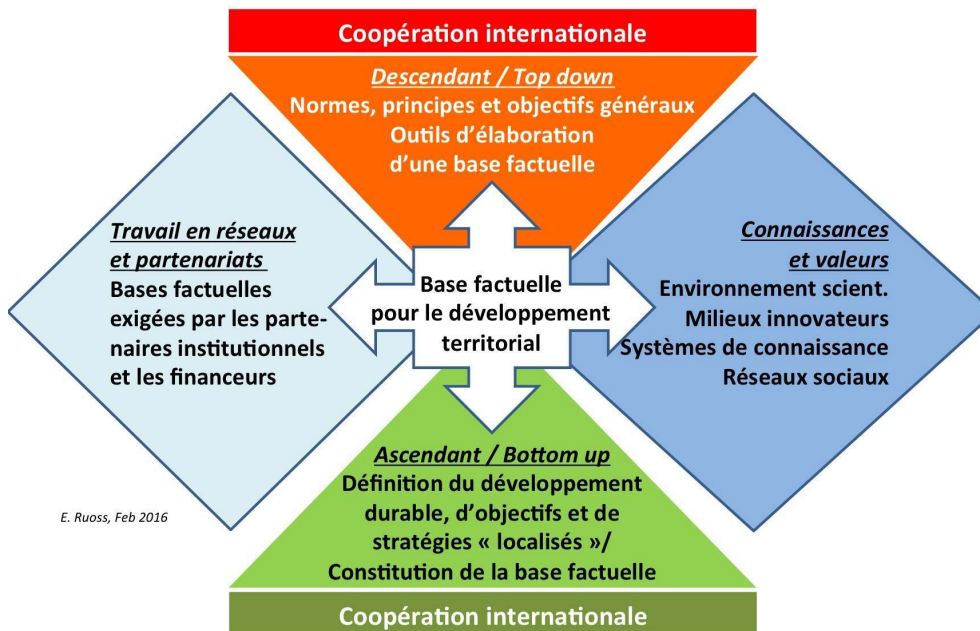 Coopération internationale
Descendant / Top down
Normes, principes et objectifs généraux
Outils d'élaboration
d'une base factuelle
Travail en réseaux
et partenariats
Bases factuelles
exigées par les parte-
naires institutionnels
et les financeurs
Base factuelle
pour le développement
territorial
Connaissances
et valeurs
Environnement scient.
Milieux innovateurs
Systèmes de connaissance
Réseaux sociaux
Ascendant / Bottom up
Définition du développement
durable, d'objectifs et de
stratégies « localisés »/
Constitution de la base factuelle
E. Ruoss, Feb 2016
Coopération internationale